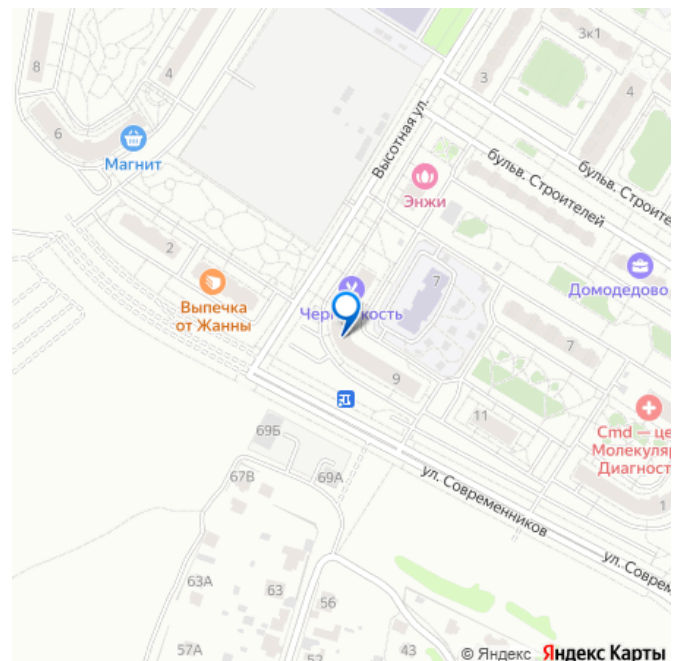 3к1
8
4
3
4
6
Магнит
Высотная ул.
Энжи
бульв. Строителей
бульв. Строите
2
7
Домодедово
Выпечка
от Жанны
7
9
11
Cmd — це
Молекуляр
Диагност
69Б
67В
69А
ул. Современников
1
ул. Соврем
63А
63
56
57А
52
43
© Яндекс Яндекс Карты